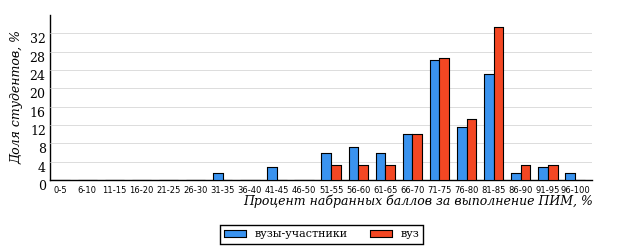 Доля студентов, %
32
28
24
20
16
12
8
4
0
0-5 6-10 11-15 16-20 21-25 26-30 31-35 36-40 41-45 46-50 51-55 56-60 61-65 66-70 71-75 76-80 81-85 86-90 91-95 96-100
Процент набранных баллов за выполнение ПИМ, %
вузы-участники вуз